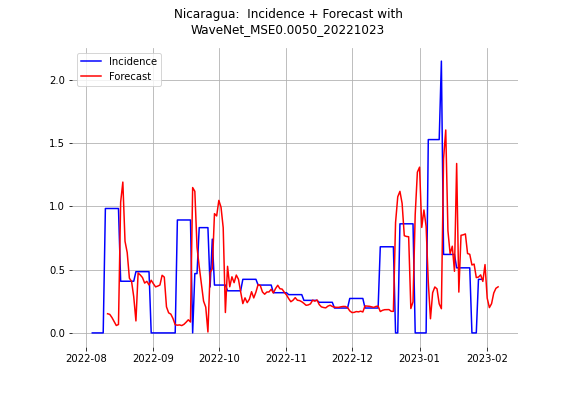 Nicaragua:  Incidence + Forecast with
WaveNet_MSE0.0050_20221023
Incidence
Forecast
2.0
1.5
1.0
0.5
0.0
2022-08 2022-09 2022-10 2022-11 2022-12 2023-01 2023-02